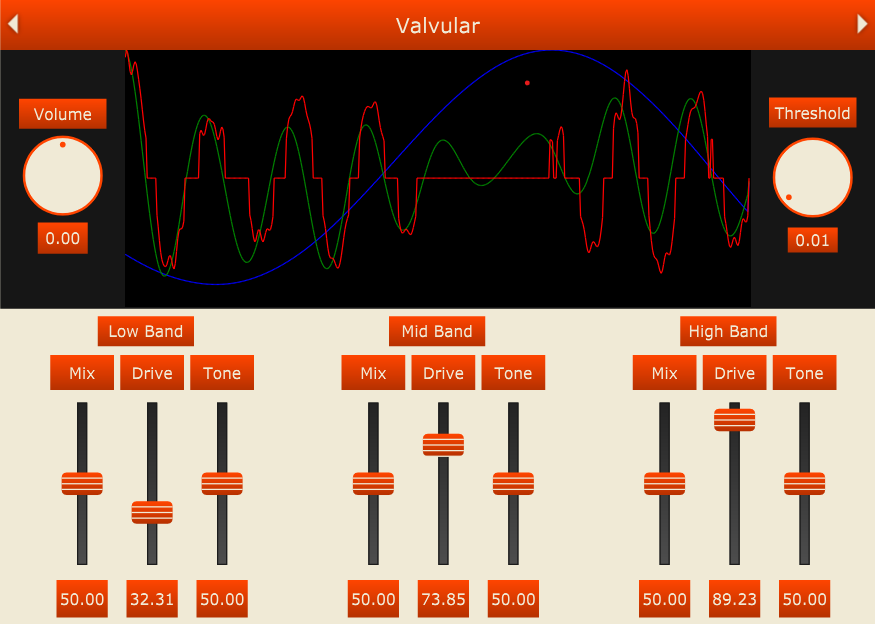 Valvular
Volume
0.00
Threshold
0.01
Low Band
Mix Drive Tone
50.00 32.31 50.00
Mid Band
Mix Drive Tone
50.00 73.85 50.00
High Band
Mix Drive Tone
50.00 89.23 50.00